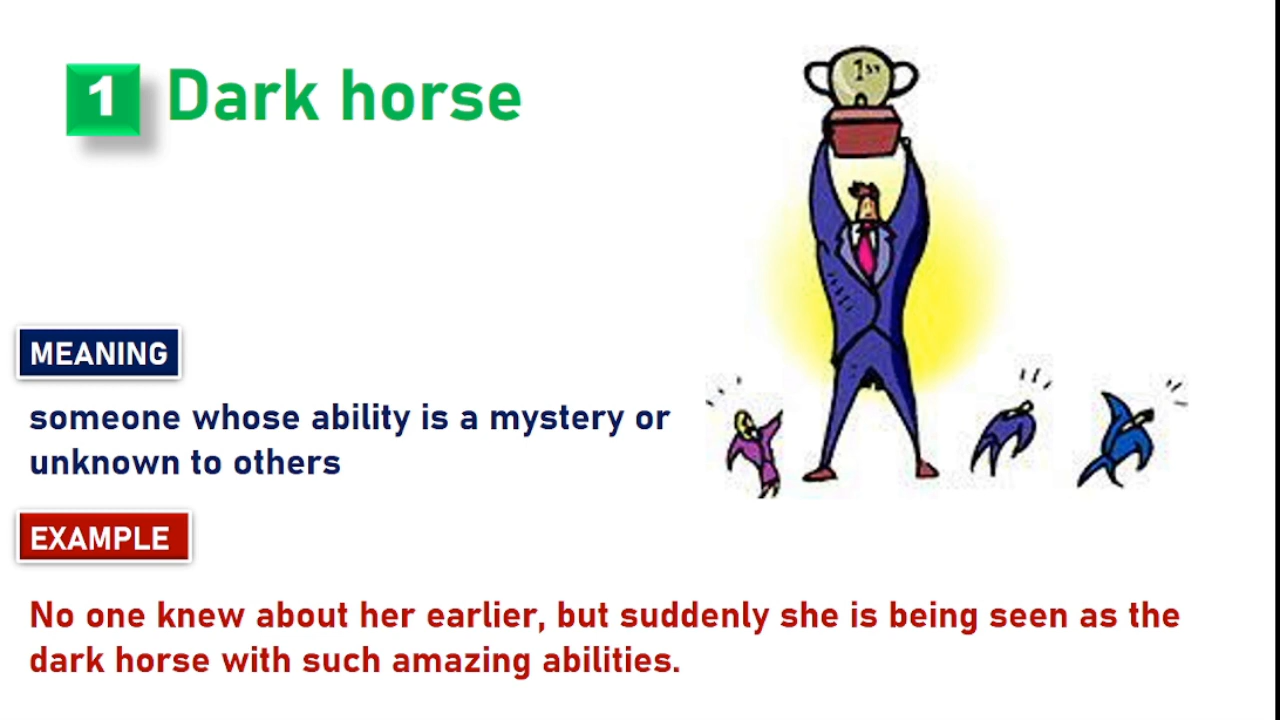 1 Dark horse
1st
MEANING
someone whose ability is a mystery or
unknown to others
EXAMPLE
No one knew about her earlier, but suddenly she is being seen as the
dark horse with such amazing abilities.